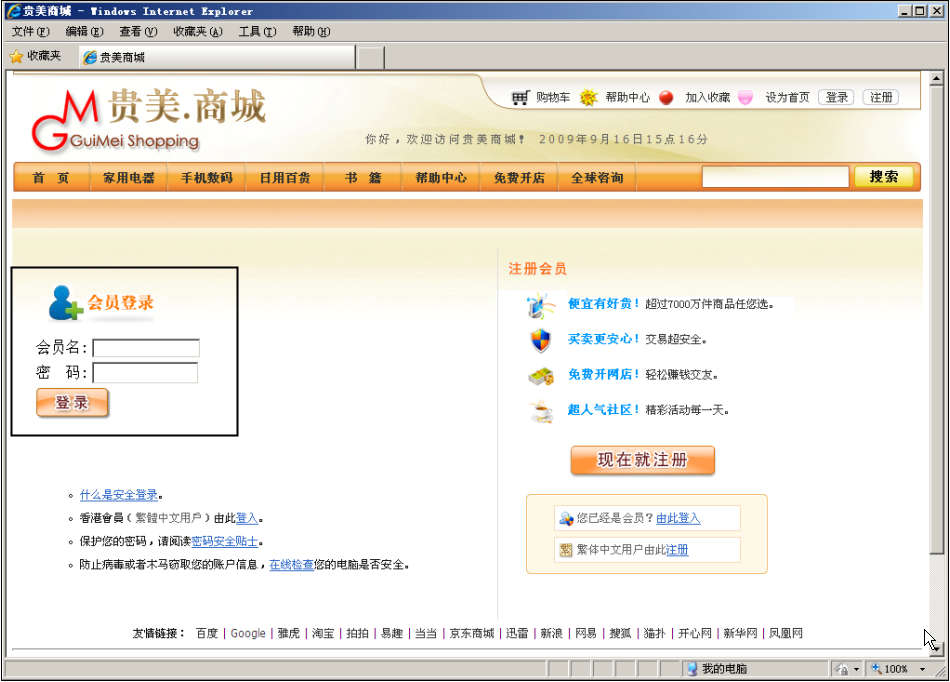 贵美商城 - Windows Internet Explorer
文件(F) 编辑(E) 查看(V) 收藏夹(A) 工具(T) 帮助(H)
收藏夹 贵美商城
GM 贵美.商城
GuiMei Shopping
购物车 帮助中心 加入收藏 设为首页 登录 注册
你好，欢迎访问贵美商城! 2009年9月16日15点16分
首 页 家用电器 手机数码 日用百货 书 籍 帮助中心 免费开店 全球咨询 搜索
会员登录
会员名:
密 码:
登录
什么是安全登录。
香港會員(繁體中文用戶)由此登入。
保护您的密码，请阅读密码安全贴士。
防止病毒或者木马窃取您的账户信息，在线检查您的电脑是否安全。
注册会员
便宜有好货! 超过7000万件商品任您选。
买卖更安心! 交易超安全。
免费开网店! 轻松赚钱交友。
超人气社区! 精彩活动每一天。
现在就注册
您已经是会员? 由此登入
繁 繁体中文用户由此注册
友情链接: 百度 | Google | 雅虎 | 淘宝 | 拍拍 | 易趣 | 当当 | 京东商城 | 迅雷 | 新浪 | 网易 | 搜狐 | 猫扑 | 开心网 | 新华网 | 凤凰网
我的电脑 100%